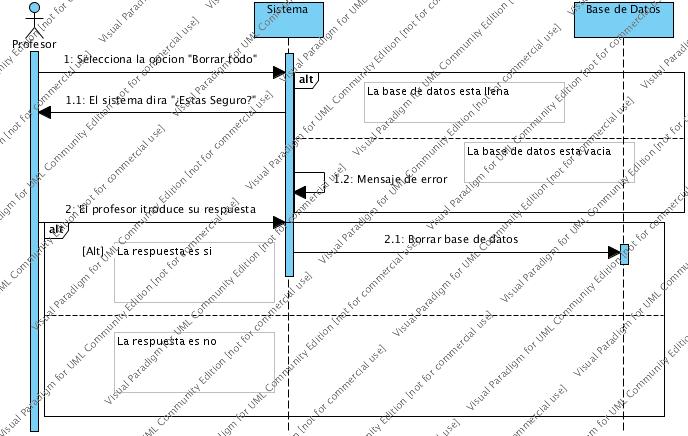 Sistema
Base de Datos
Profesor
1: Selecciona la opcion "Borrar todo"
alt
La base de datos esta llena
1.1: El sistema dira "¿Estas Seguro?"
La base de datos esta vacia
1.2: Mensaje de error
2: El profesor itroduce su respuesta
alt
2.1: Borrar base de datos
[Alt]
La respuesta es si
La respuesta es no
Visual Paradigm for UML Community Edition [not for commercial use]